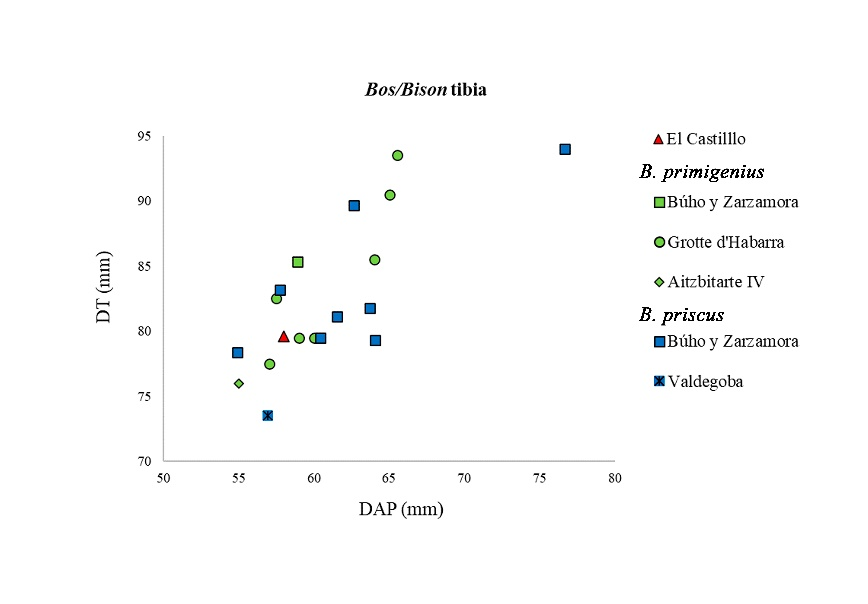 Bos/Bison tibia
95
90
85
80
75
70
50 55 60 65 70 75 80
DT (mm)
DAP (mm)
El Castilllo
B. primigenius
Búho y Zarzamora
Grotte d'Habarra
Aitzbitarte IV
B. priscus
Búho y Zarzamora
Valdegoba